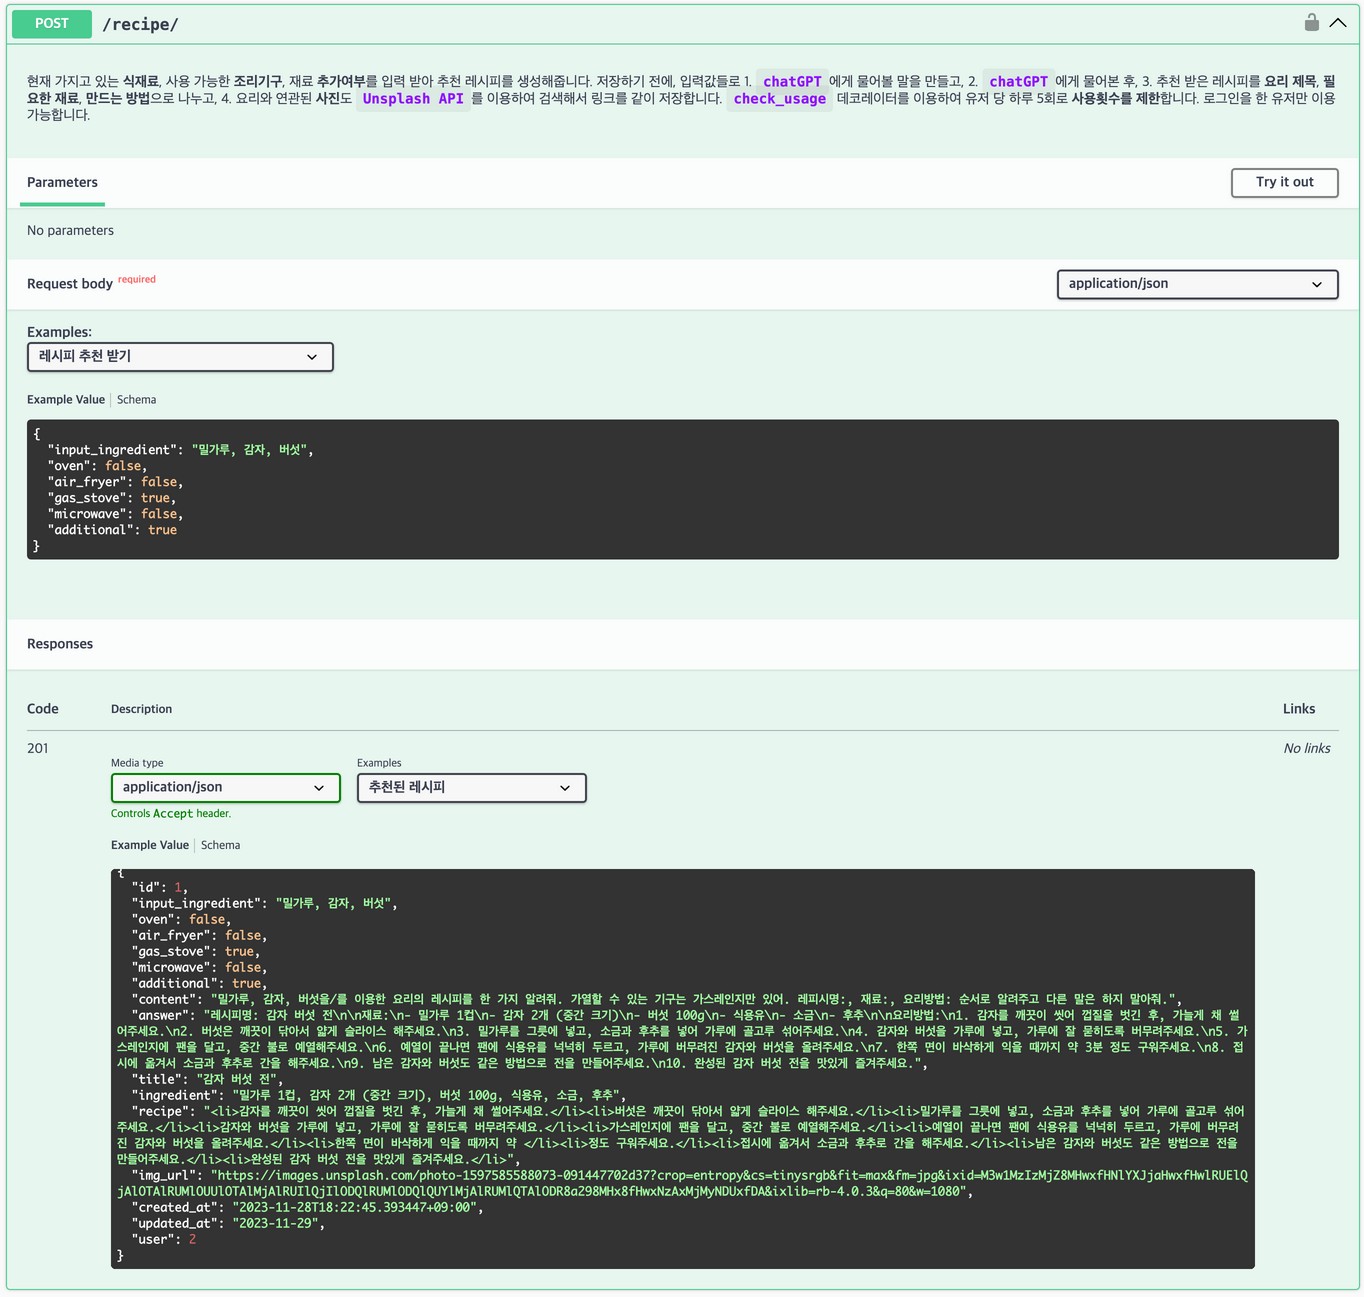 POST /recipe/
현재 가지고 있는 식재료, 사용 가능한 조리기구, 재료 추가여부를 입력 받아 추천 레시피를 생성해줍니다. 저장하기 전에, 입력값들로 1. chatGPT 에게 물어볼 말을 만들고, 2. chatGPT 에게 물어본 후, 3. 추천 받은 레시피를 요리 제목, 필
요한 재료, 만드는 방법으로 나누고, 4. 요리와 연관된 사진도 Unsplash API 를 이용하여 검색해서 링크를 같이 저장합니다. check_usage 데코레이터를 이용하여 유저 당 하루 5회로 사용횟수를 제한합니다. 로그인을 한 유저만 이용
가능합니다.
Parameters
Try it out
No parameters
Request body required
application/json
Examples:
레시피 추천 받기
Example Value Schema
{
"input_ingredient": "밀가루, 감자, 버섯",
"oven": false,
"air_fryer": false,
"gas_stove": true,
"microwave": false,
"additional": true
}
Responses
Code Description Links
201 No links
Media type Examples
application/json 추천된 레시피
Controls Accept header.
Example Value Schema
{
"id": 1,
"input_ingredient": "밀가루, 감자, 버섯",
"oven": false,
"air_fryer": false,
"gas_stove": true,
"microwave": false,
"additional": true,
"content": "밀가루, 감자, 버섯을/를 이용한 요리의 레시피를 한 가지 알려줘. 가열할 수 있는 기구는 가스레인지만 있어. 레피시명:, 재료:, 요리방법: 순서로 알려주고 다른 말은 하지 말아줘.",
"answer": "레시피명: 감자 버섯 전\n\n재료:\n- 밀가루 1컵\n- 감자 2개 (중간 크기)\n- 버섯 100g\n- 식용유\n- 소금\n- 후추\n\n요리방법:\n1. 감자를 깨끗이 씻어 껍질을 벗긴 후, 가늘게 채 썰
어주세요.\n2. 버섯은 깨끗이 닦아서 얇게 슬라이스 해주세요.\n3. 밀가루를 그릇에 넣고, 소금과 후추를 넣어 가루에 골고루 섞어주세요.\n4. 감자와 버섯을 가루에 넣고, 가루에 잘 묻히도록 버무려주세요.\n5. 가
스레인지에 팬을 달고, 중간 불로 예열해주세요.\n6. 예열이 끝나면 팬에 식용유를 넉넉히 두르고, 가루에 버무려진 감자와 버섯을 올려주세요.\n7. 한쪽 면이 바삭하게 익을 때까지 약 3분 정도 구워주세요.\n8. 접
시에 옮겨서 소금과 후추로 간을 해주세요.\n9. 남은 감자와 버섯도 같은 방법으로 전을 만들어주세요.\n10. 완성된 감자 버섯 전을 맛있게 즐겨주세요.",
"title": "감자 버섯 전",
"ingredient": "밀가루 1컵, 감자 2개 (중간 크기), 버섯 100g, 식용유, 소금, 후추",
"recipe": "<li>감자를 깨끗이 씻어 껍질을 벗긴 후, 가늘게 채 썰어주세요.</li><li>버섯은 깨끗이 닦아서 얇게 슬라이스 해주세요.</li><li>밀가루를 그릇에 넣고, 소금과 후추를 넣어 가루에 골고루 섞어
주세요.</li><li>감자와 버섯을 가루에 넣고, 가루에 잘 묻히도록 버무려주세요.</li><li>가스레인지에 팬을 달고, 중간 불로 예열해주세요.</li><li>예열이 끝나면 팬에 식용유를 넉넉히 두르고, 가루에 버무려
진 감자와 버섯을 올려주세요.</li><li>한쪽 면이 바삭하게 익을 때까지 약 </li><li>정도 구워주세요.</li><li>접시에 옮겨서 소금과 후추로 간을 해주세요.</li><li>남은 감자와 버섯도 같은 방법으로 전을
만들어주세요.</li><li>완성된 감자 버섯 전을 맛있게 즐겨주세요.</li>",
"img_url": "https://images.unsplash.com/photo-1597585588073-091447702d37?crop=entropy&cs=tinysrgb&fit=max&fm=jpg&ixid=M3w1MzIzMjZ8MHwxfHNlYXJjaHwxfHwlRUElQ
jAlOTAlRUMlOUUlOTAlMjAlRUIlQjIlODQlRUMlODQlQUYlMjAlRUMlQTAlODR8a298MHx8fHwxNzAxMjMyNDUxfDA&ixlib=rb-4.0.3&q=80&w=1080",
"created_at": "2023-11-28T18:22:45.393447+09:00",
"updated_at": "2023-11-29",
"user": 2
}